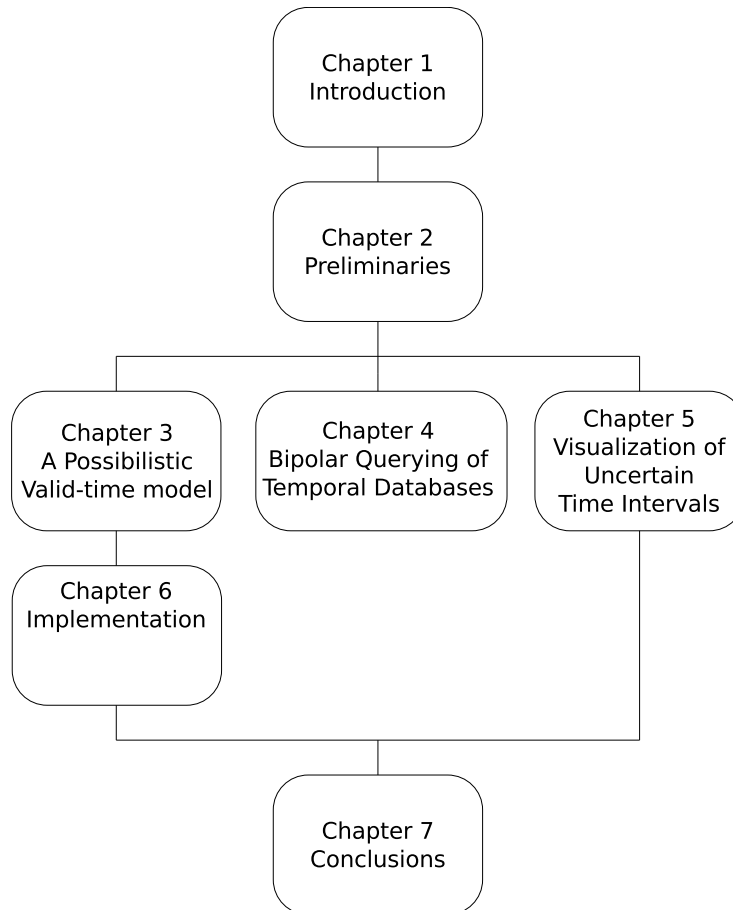 Chapter 1
Introduction
Chapter 2
Preliminaries
Chapter 3
A Possibilistic
Valid-time model
Chapter 4
Bipolar Querying of
Temporal Databases
Chapter 5
Visualization of
Uncertain
Time Intervals
Chapter 6
Implementation
Chapter 7
Conclusions